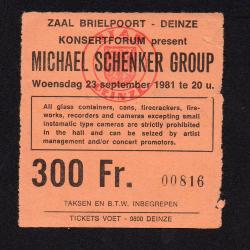 ZAAL BRIELPOORT - DEINZE
KONSERTFORUM present
MICHAEL SCHENKER GROUP
Woensdag 23 september 1981 te 20 u.
All glass containers, cans, firecrackers, fire-
works, recorders and cameras excepting small
instamatic type cameras are strictly prohibited
in the hall and can be seized by artist
management and/or concert promotors.
300 Fr. 00816
TAKSEN EN B.T.W. INBEGREPEN
TICKETS VOET - 9800 DEINZE